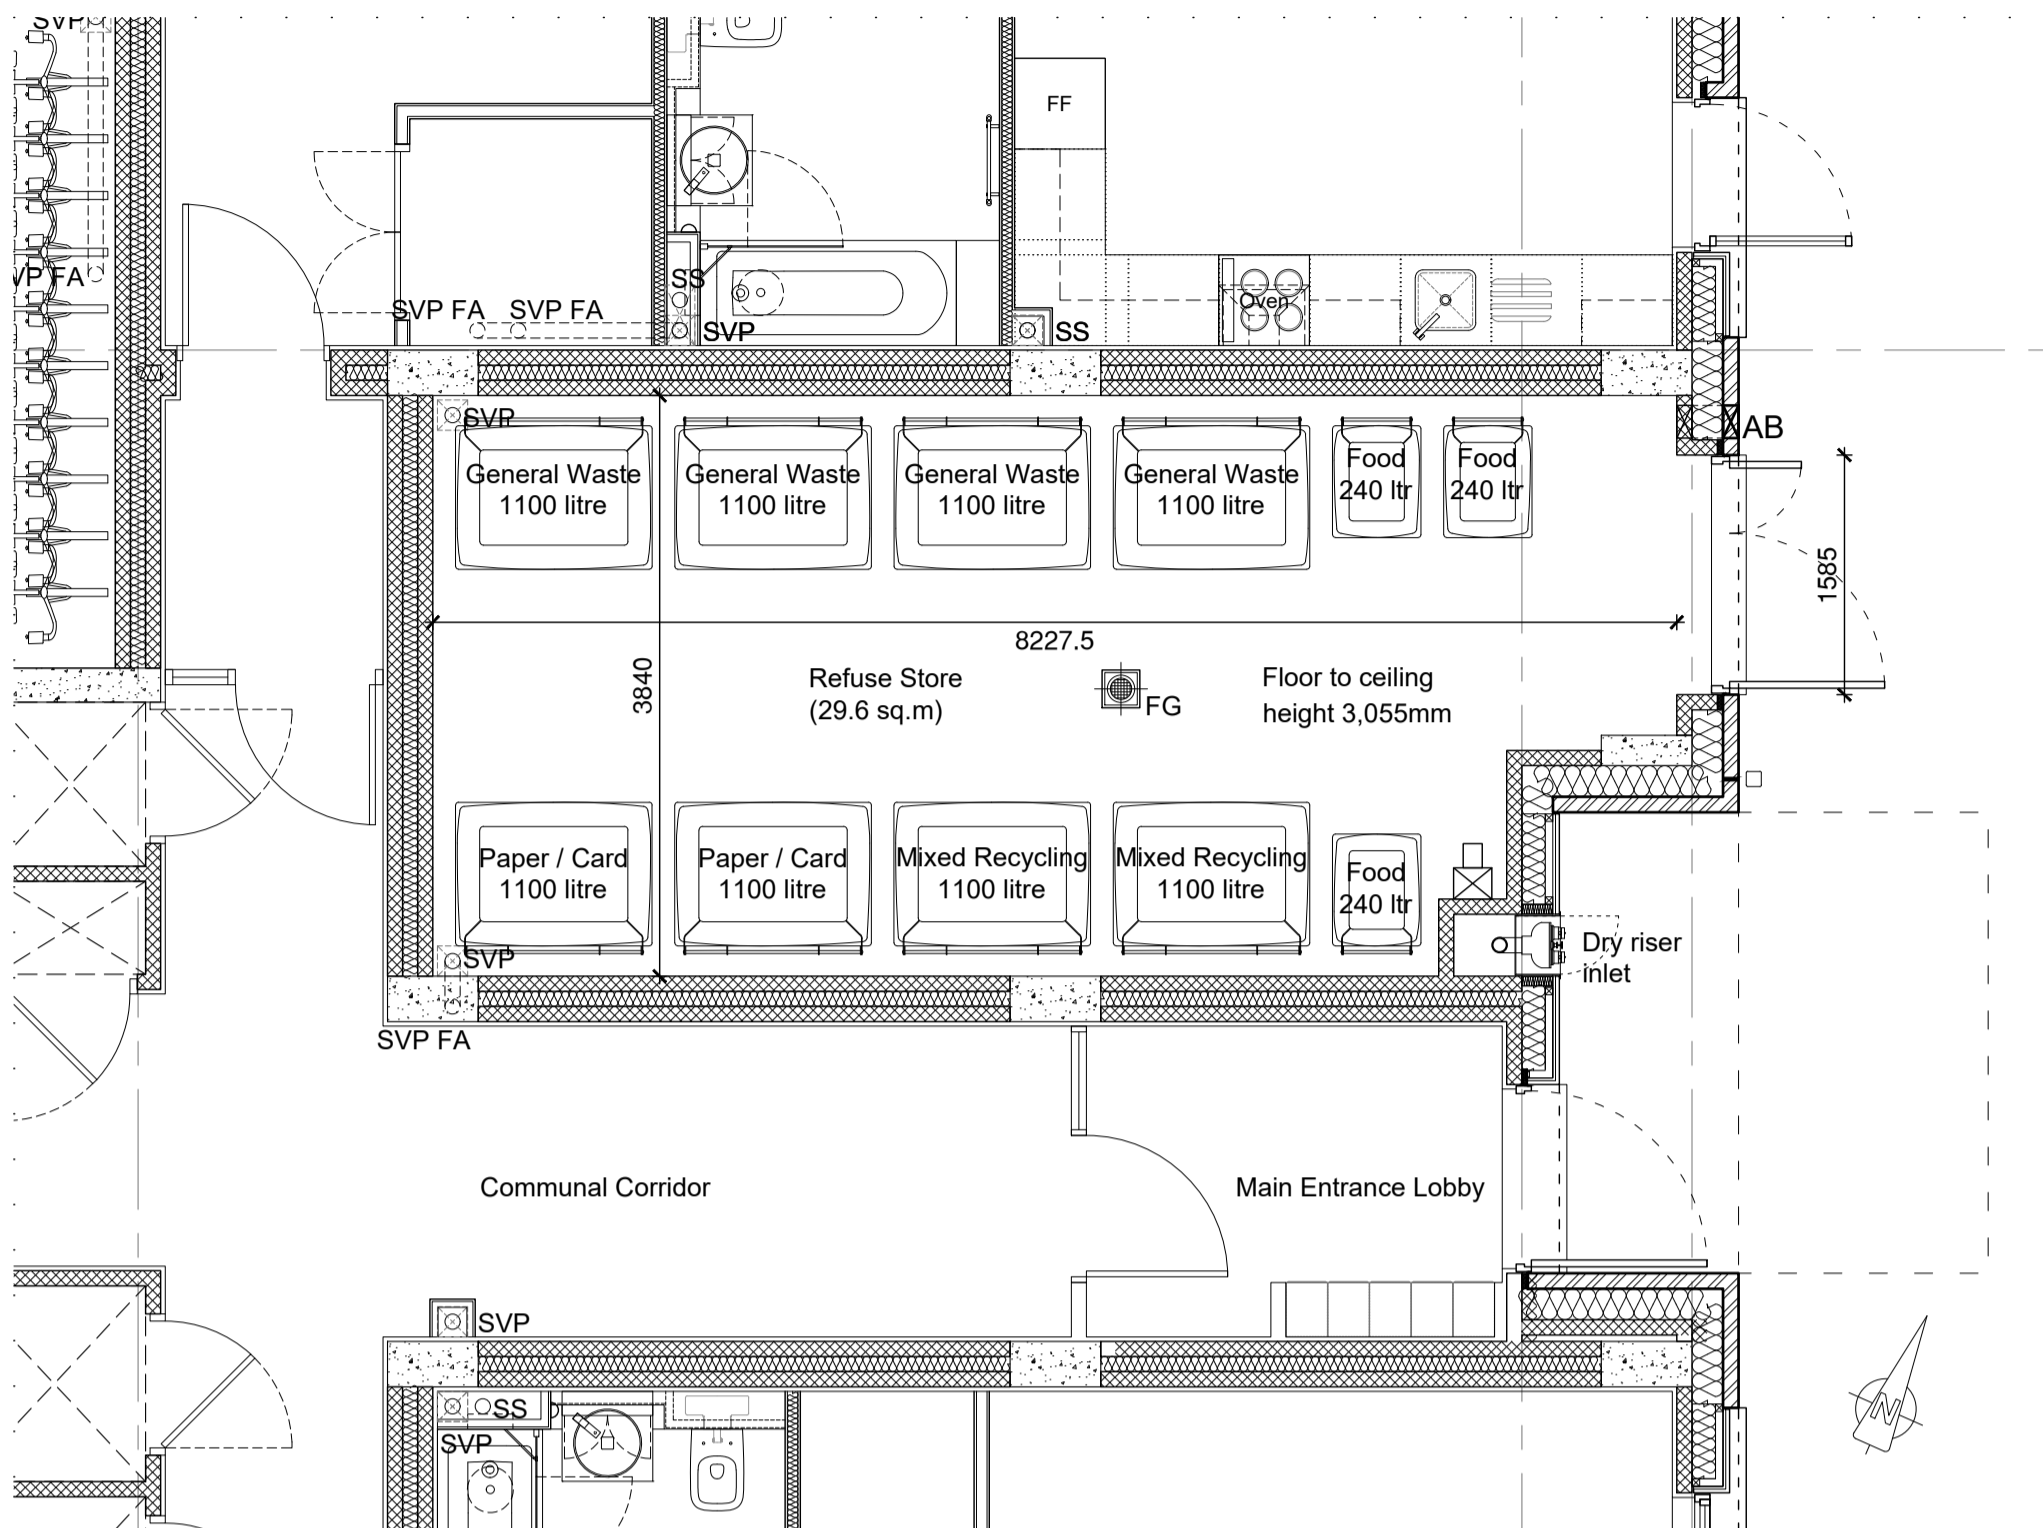 SVP
FF
VP FA
SS
Oven
SVP FA
SVP FA
SVP
SS
SVP
AB
General Waste
1100 litre
General Waste
1100 litre
General Waste
1100 litre
General Waste
1100 litre
Food
240 ltr
Food
240 ltr
1585
8227.5
3840
Refuse Store
(29.6 sq.m)
FG
Floor to ceiling
height 3,055mm
Paper / Card
1100 litre
Paper / Card
1100 litre
Mixed Recycling
1100 litre
Mixed Recycling
1100 litre
Food
240 ltr
SVP
Dry riser
inlet
SVP FA
Communal Corridor
Main Entrance Lobby
SVP
SS
SVP
N